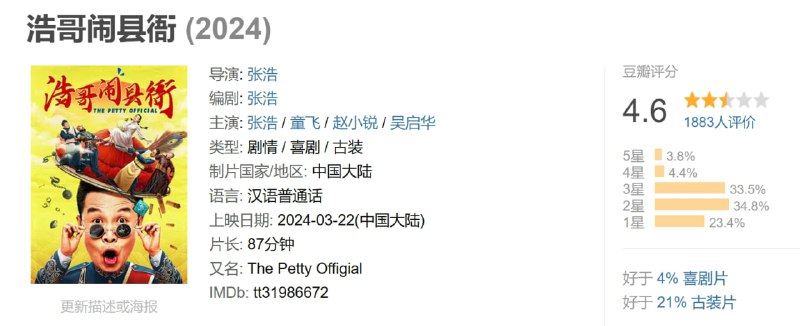 浩哥闹县衙 (2024)
浩哥闹县衙
THE PETTY OFFICIAL
更新描述或海报
导演: 张浩
编剧: 张浩
主演: 张浩 / 童飞 / 赵小锐 / 吴启华
类型: 剧情 / 喜剧 / 古装
制片国家/地区: 中国大陆
语言: 汉语普通话
上映日期: 2024-03-22(中国大陆)
片长: 87分钟
又名: The Petty Offigial
IMDb: tt31986672
豆瓣评分
4.6
1883人评价
5星 3.8%
4星 4.4%
3星 33.5%
2星 34.8%
1星 23.4%
好于 4% 喜剧片
好于 21% 古装片